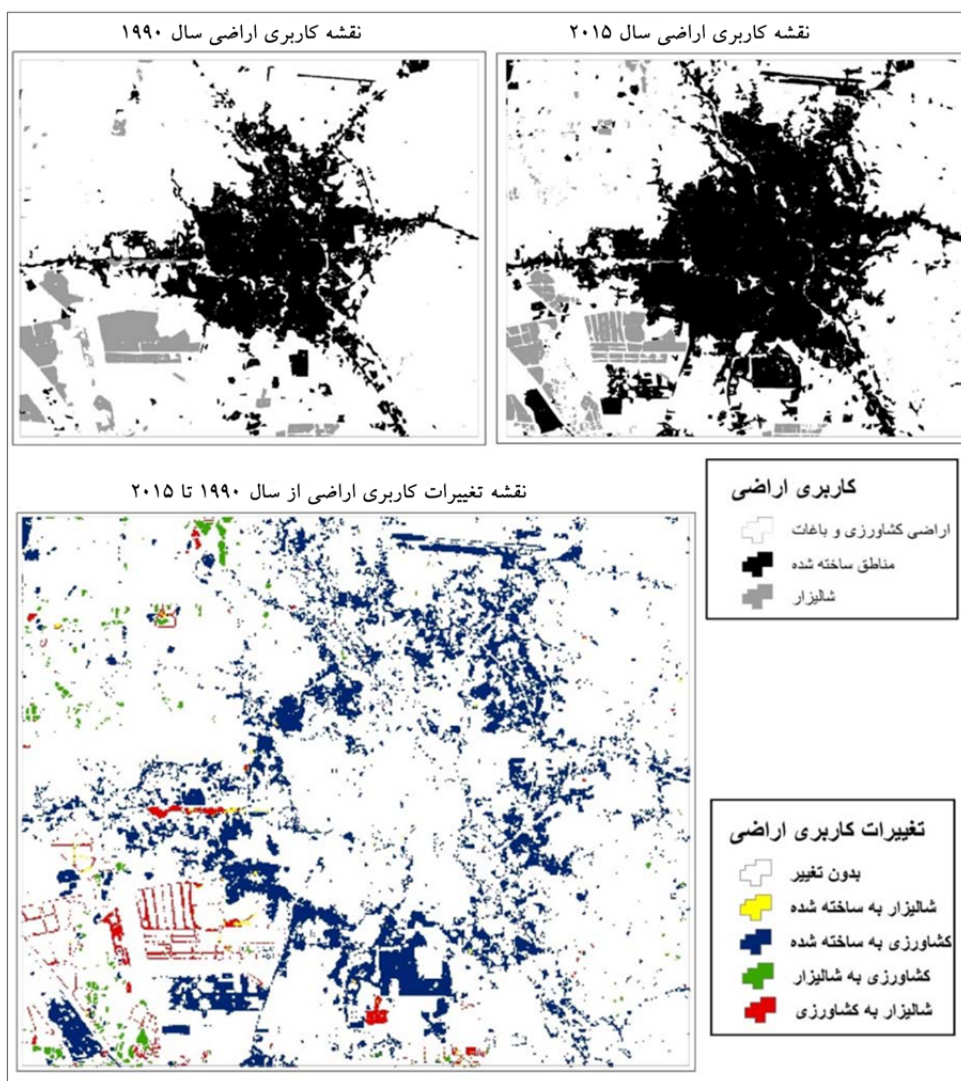 نقشه کاربری اراضی سال ۲۰۱۵
نقشه کاربری اراضی سال ۱۹۹۰
نقشه تغییرات کاربری اراضی از سال ۱۹۹۰ تا ۲۰۱۵
کاربری اراضی
اراضی کشاورزی و باغات
مناطق ساخته شده
شالیزار
تغییرات کاربری اراضی
بدون تغییر
شالیزار به ساخته شده
کشاورزی به ساخته شده
کشاورزی به شالیزار
شالیزار به کشاورزی